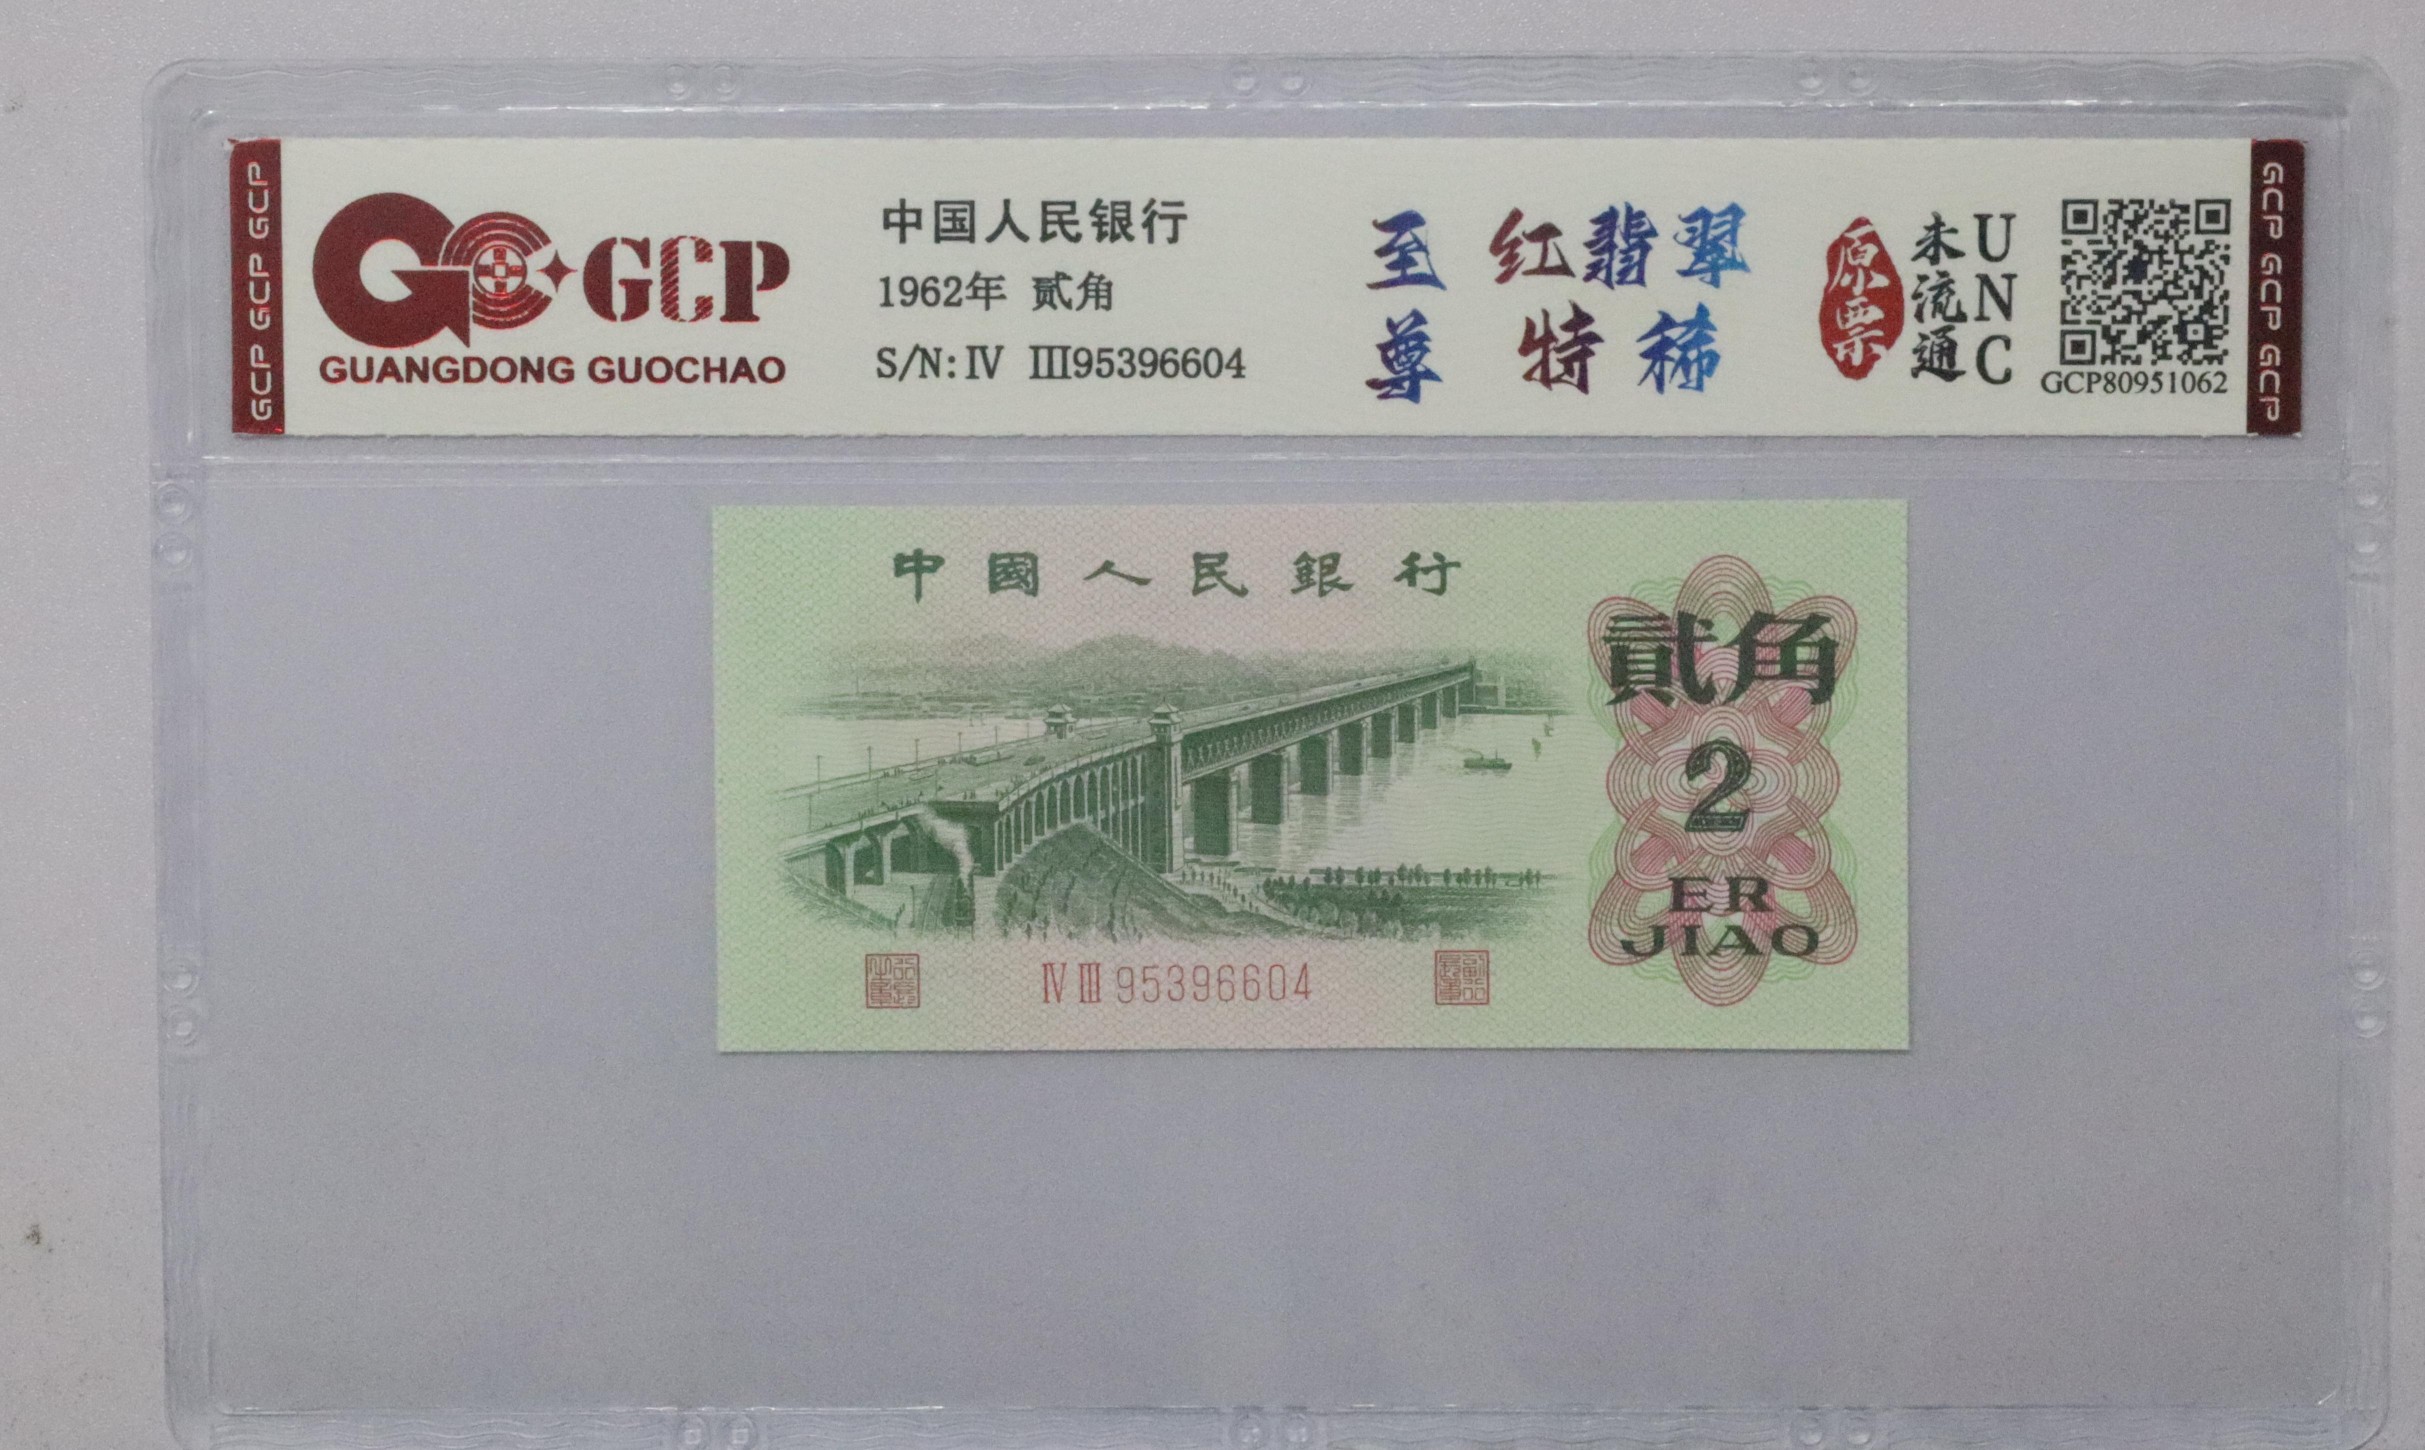 GCP GCP GCP
GCP
GUANGDONG GUOCHAO
中国人民银行
1962年 贰角
S/N: IV III95396604
至尊
红翡翠
特稀
原票
未流通
UNC
GCP80951062
GCP GCP GCP
中國人民銀行
貳角
2
ER
JIAO
IV III 95396604